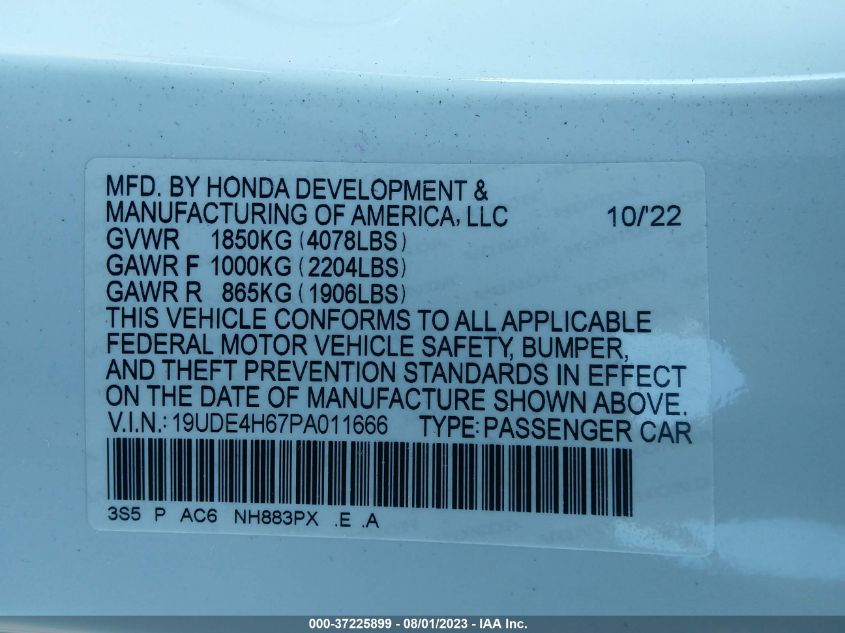 MFD. BY HONDA DEVELOPMENT &
MANUFACTURING OF AMERICA, LLC 10/'22
GVWR 1850KG (4078LBS)
GAWR F 1000KG (2204LBS)
GAWR R 865KG (1906LBS)
THIS VEHICLE CONFORMS TO ALL APPLICABLE
FEDERAL MOTOR VEHICLE SAFETY, BUMPER,
AND THEFT PREVENTION STANDARDS IN EFFECT
ON THE DATE OF MANUFACTURE SHOWN ABOVE.
V.I.N.: 19UDE4H67PA011666 TYPE: PASSENGER CAR
3S5 P AC6 NH883PX .E .A
000-37225899 - 08/01/2023 - IAA Inc.